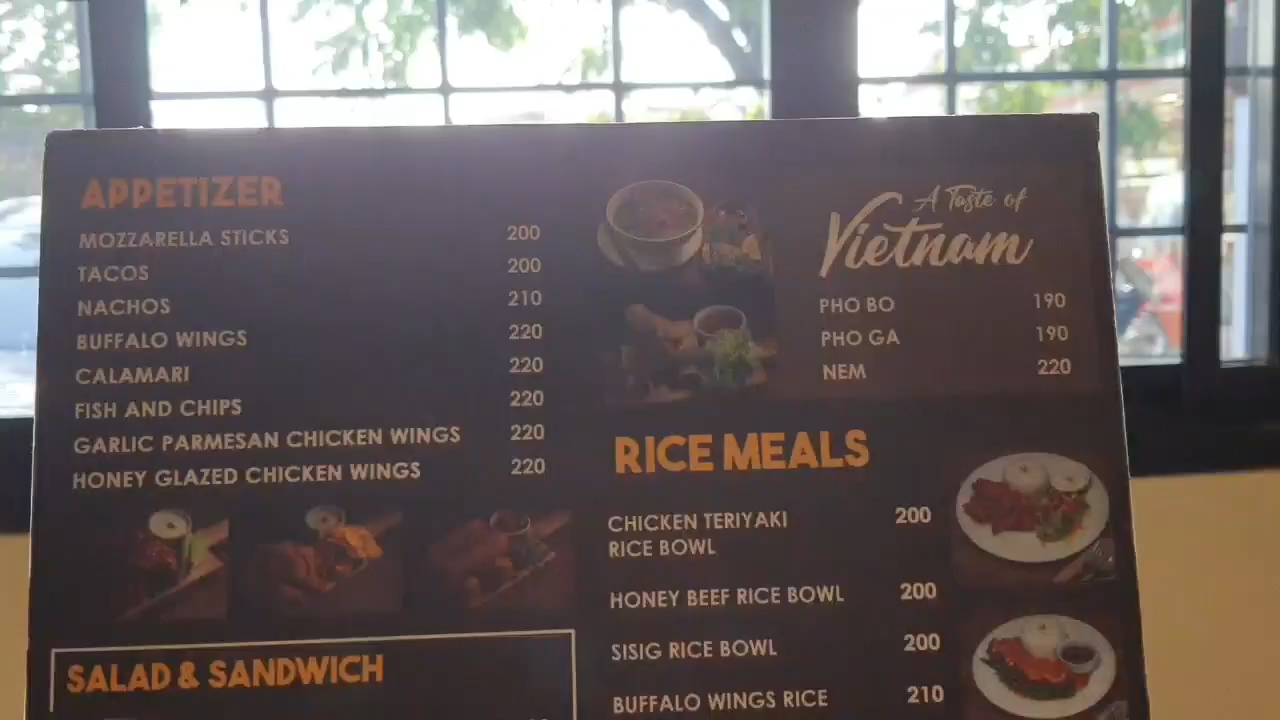 APPETIZER
MOZZARELLA STICKS 200
TACOS 200
NACHOS 210
BUFFALO WINGS 220
CALAMARI 220
FISH AND CHIPS 220
GARLIC PARMESAN CHICKEN WINGS 220
HONEY GLAZED CHICKEN WINGS 220
SALAD & SANDWICH
A Taste of
Vietnam
PHO BO 190
PHO GA 190
NEM 220
RICE MEALS
CHICKEN TERIYAKI 200
RICE BOWL
HONEY BEEF RICE BOWL 200
SISIG RICE BOWL 200
BUFFALO WINGS RICE 210